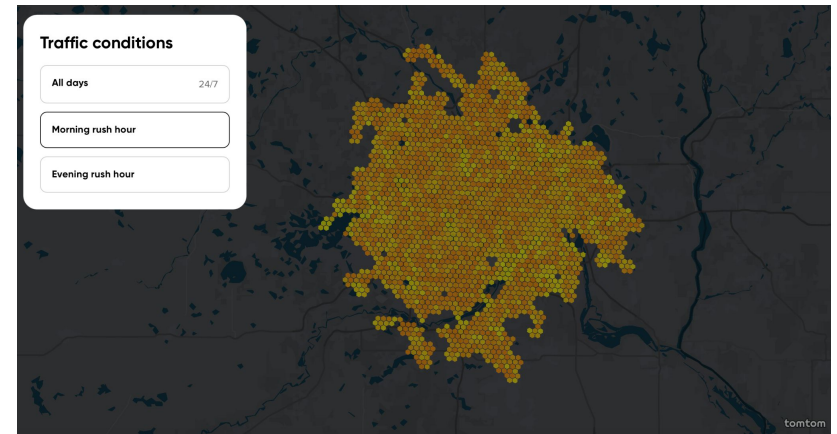 Traffic conditions
All days 24/7
Morning rush hour
Evening rush hour
tomtom